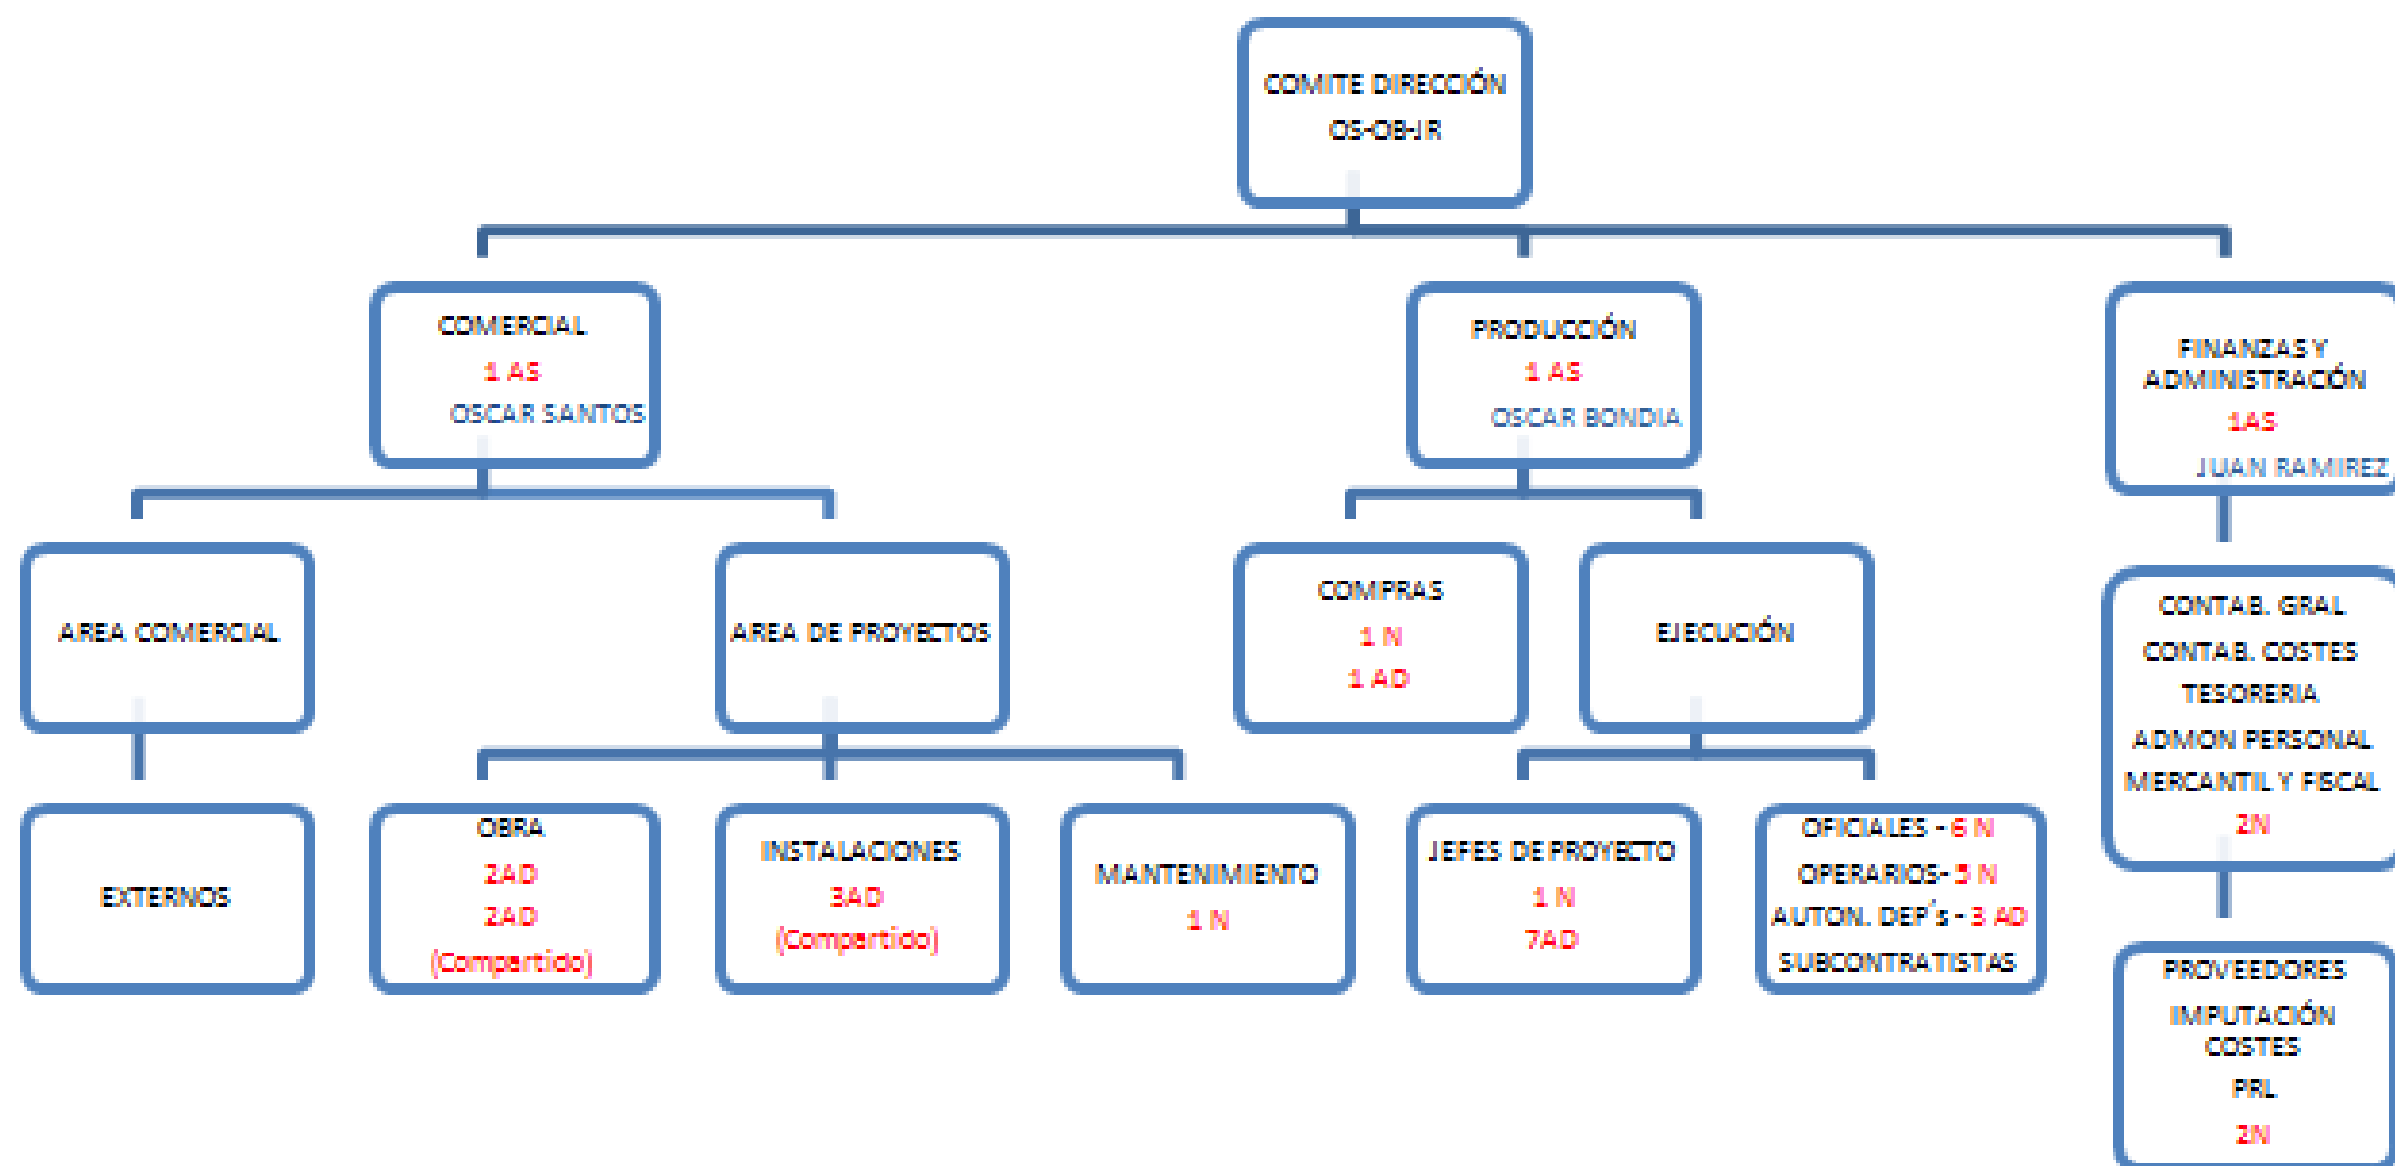 COMITE DIRECCIÓN
OS-OB-JR
COMERCIAL
1 AS
OSCAR SANTOS
PRODUCCIÓN
1 AS
OSCAR BONDIA
FINANZAS Y
ADMINISTRACIÓN
1AS
JUAN RAMIREZ
AREA COMERCIAL
AREA DE PROYECTOS
COMPRAS
1 N
1 AD
EJECUCIÓN
CONTAB. GRAL
CONTAB. COSTES
TESORERIA
ADMON PERSONAL
MERCANTIL Y FISCAL
2N
EXTERNOS
OBRA
2AD
2AD
(Compartido)
INSTALACIONES
3AD
(Compartido)
MANTENIMIENTO
1 N
JEFES DE PROYECTO
1 N
7AD
OFICIALES - 6 N
OPERARIOS- 5 N
AUTON. DEP´s - 3 AD
SUBCONTRATISTAS
PROVEEDORES
IMPUTACIÓN
COSTES
PRL
2N